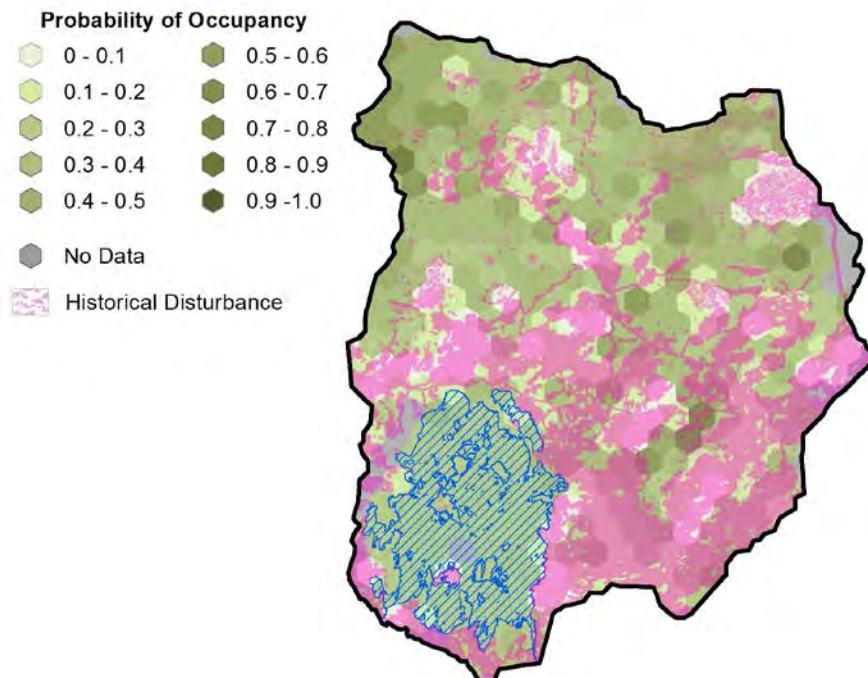 Probability of Occupancy
0 - 0.1
0.1 - 0.2
0.2 - 0.3
0.3 - 0.4
0.4 - 0.5
0.5 - 0.6
0.6 - 0.7
0.7 - 0.8
0.8 - 0.9
0.9 -1.0
No Data
Historical Disturbance